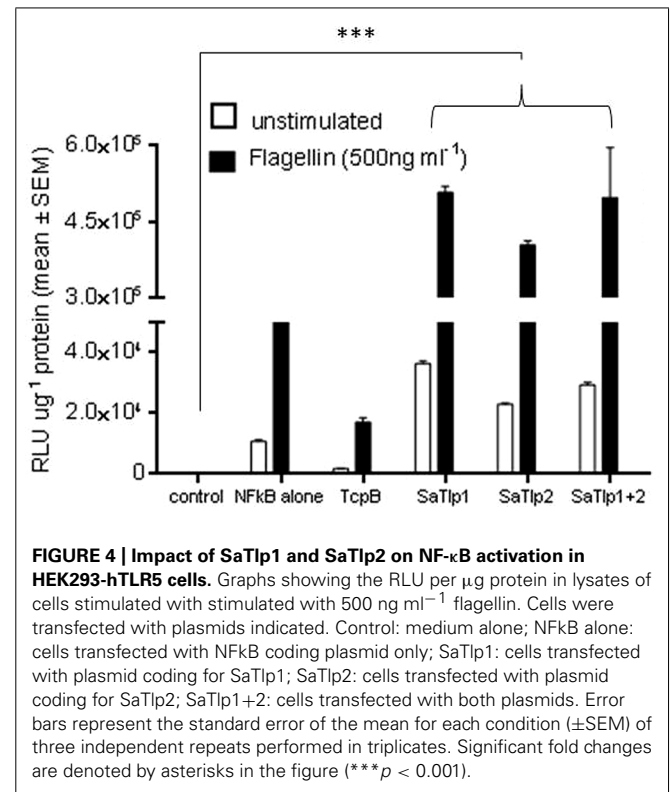 ***
unstimulated
Flagellin (500ng ml⁻¹)
RLU ug⁻¹ protein (mean ± SEM)
6.0x10⁵
4.5x10⁵
3.0x10⁵
4.0x10⁴
2.0x10⁴
0
control NFkB alone TcpB SaTlp1 SaTlp2 SaTlp1+2
FIGURE 4 | Impact of SaTlp1 and SaTlp2 on NF-κB activation in
HEK293-hTLR5 cells. Graphs showing the RLU per μg protein in lysates of
cells stimulated with stimulated with 500 ng ml⁻¹ flagellin. Cells were
transfected with plasmids indicated. Control: medium alone; NFkB alone:
cells transfected with NFkB coding plasmid only; SaTlp1: cells transfected
with plasmid coding for SaTlp1; SaTlp2: cells transfected with plasmid
coding for SaTlp2; SaTlp1+2: cells transfected with both plasmids. Error
bars represent the standard error of the mean for each condition (±SEM) of
three independent repeats performed in triplicates. Significant fold changes
are denoted by asterisks in the figure (***p < 0.001).